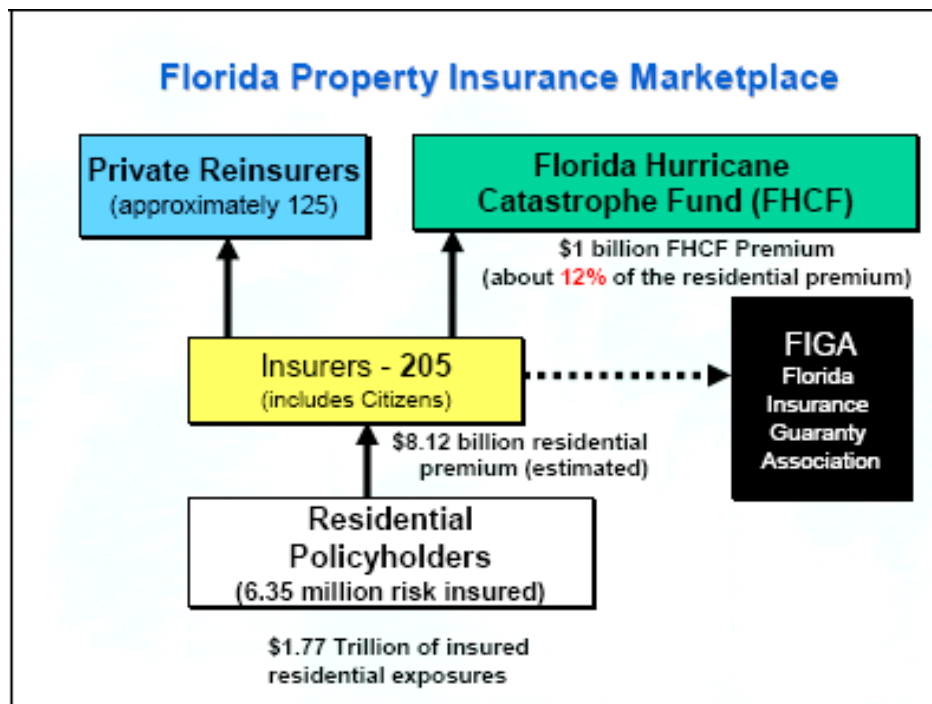 Florida Property Insurance Marketplace
Private Reinsurers
(approximately 125)
Florida Hurricane
Catastrophe Fund (FHCF)
$1 billion FHCF Premium
(about 12% of the residential premium)
Insurers - 205
(includes Citizens)
FIGA
Florida
Insurance
Guaranty
Association
$8.12 billion residential
premium (estimated)
Residential
Policyholders
(6.35 million risk insured)
$1.77 Trillion of insured
residential exposures